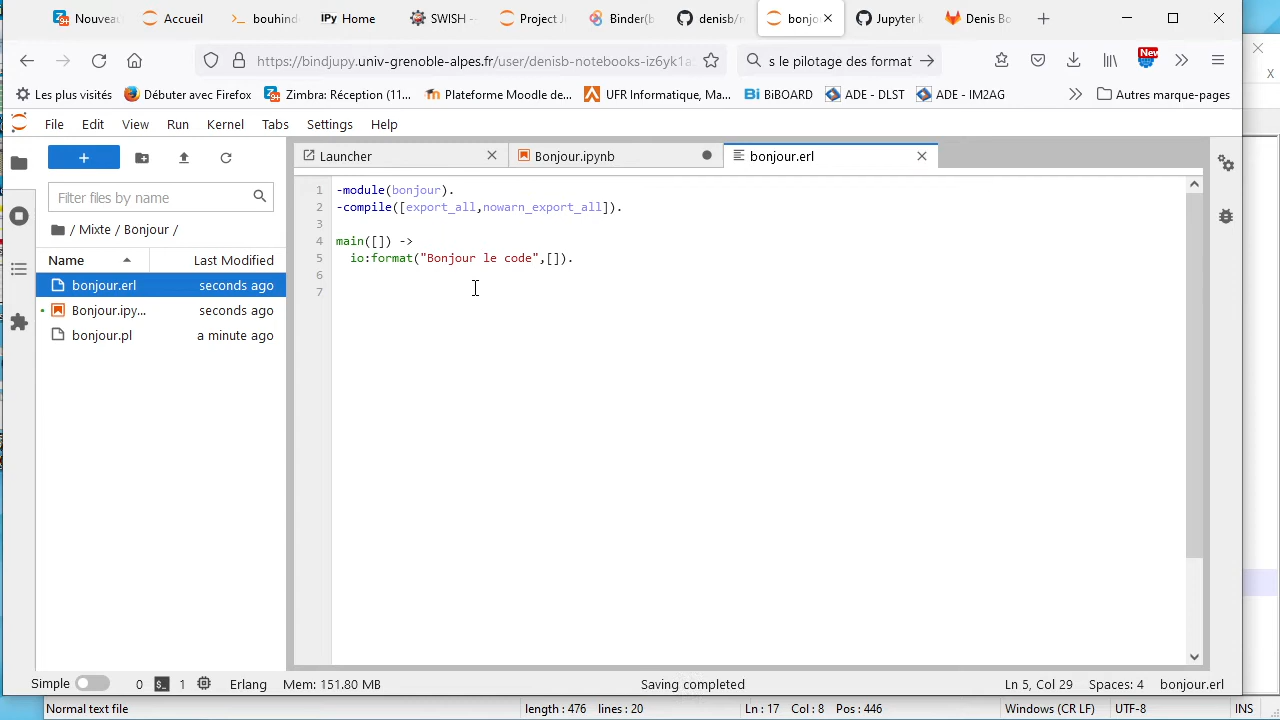 Nouveau
Accueil
bouhind
IPy Home
SWISH --
Project J
Binder(b
denisb/n
bonjo
Jupyter k
Denis Bo
https://bindjupy.univ-grenoble-alpes.fr/user/denisb-notebooks-iz6yk1a
s le pilotage des format
New
Les plus visités
Débuter avec Firefox
Zimbra: Réception (11...
Plateforme Moodle de...
UFR Informatique, Ma...
Bi BiBOARD
ADE - DLST
ADE - IM2AG
Autres marque-pages
File Edit View Run Kernel Tabs Settings Help
Launcher
Bonjour.ipynb
bonjour.erl
Filter files by name
/ Mixte / Bonjour /
Name Last Modified
bonjour.erl seconds ago
Bonjour.ipy... seconds ago
bonjour.pl a minute ago
1 -module(bonjour).
2 -compile([export_all,nowarn_export_all]).
3
4 main([]) ->
5 io:format("Bonjour le code",[]).
6
7
Simple 0 1 Erlang Mem: 151.80 MB Saving completed Ln 5, Col 29 Spaces: 4 bonjour.erl
Normal text file length : 476 lines : 20 Ln : 17 Col : 8 Pos : 446 Windows (CR LF) UTF-8 INS